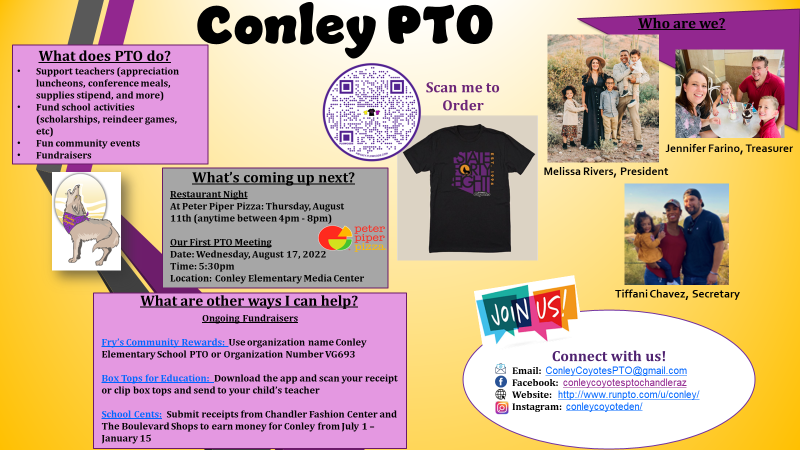 Conley PTO
What does PTO do?
• Support teachers (appreciation
luncheons, conference meals,
supplies stipend, and more)
• Fund school activities
(scholarships, reindeer games,
etc)
• Fun community events
• Fundraisers
Scan me to
Order
STATE
FORTY
EIGHT
Who are we?
Melissa Rivers, President
Jennifer Farino, Treasurer
Tiffani Chavez, Secretary
What's coming up next?
Restaurant Night
At Peter Piper Pizza: Thursday, August
11th (anytime between 4pm - 8pm)
peter
piper
pizza
Our First PTO Meeting
Date: Wednesday, August 17, 2022
Time: 5:30pm
Location: Conley Elementary Media Center
What are other ways I can help?
Ongoing Fundraisers
Fry's Community Rewards: Use organization name Conley
Elementary School PTO or Organization Number VG693
Box Tops for Education: Download the app and scan your receipt
or clip box tops and send to your child's teacher
School Cents: Submit receipts from Chandler Fashion Center and
The Boulevard Shops to earn money for Conley from July 1 –
January 15
JOIN US!
Connect with us!
Email: ConleyCoyotesPTO@gmail.com
Facebook: conleycoyotesptochandleraz
Website: http://www.runpto.com/u/conley/
Instagram: conleycoyoteden/